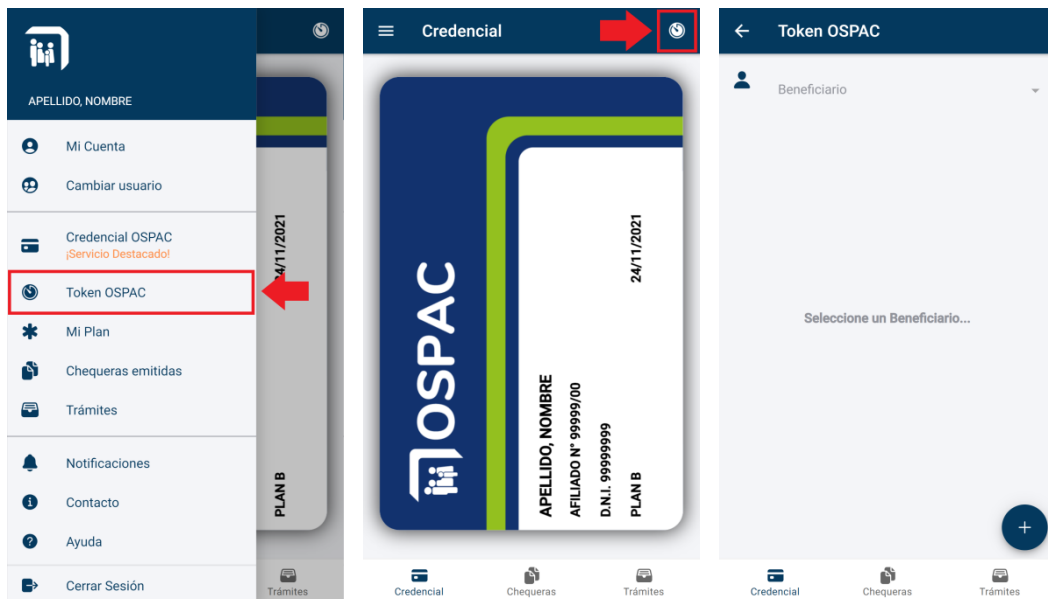 APELLIDO, NOMBRE
Mi Cuenta
Cambiar usuario
Credencial OSPAC
¡Servicio Destacado!
Token OSPAC
Mi Plan
Chequeras emitidas
Trámites
Notificaciones
Contacto
Ayuda
Cerrar Sesión
24/11/2021
PLAN B
Trámites
Credencial
OSPAC
APELLIDO, NOMBRE
AFILIADO N° 99999/00
D.N.I. 99999999
PLAN B
24/11/2021
Credencial
Chequeras
Trámites
Token OSPAC
Beneficiario
Seleccione un Beneficiario...
+
Credencial
Chequeras
Trámites